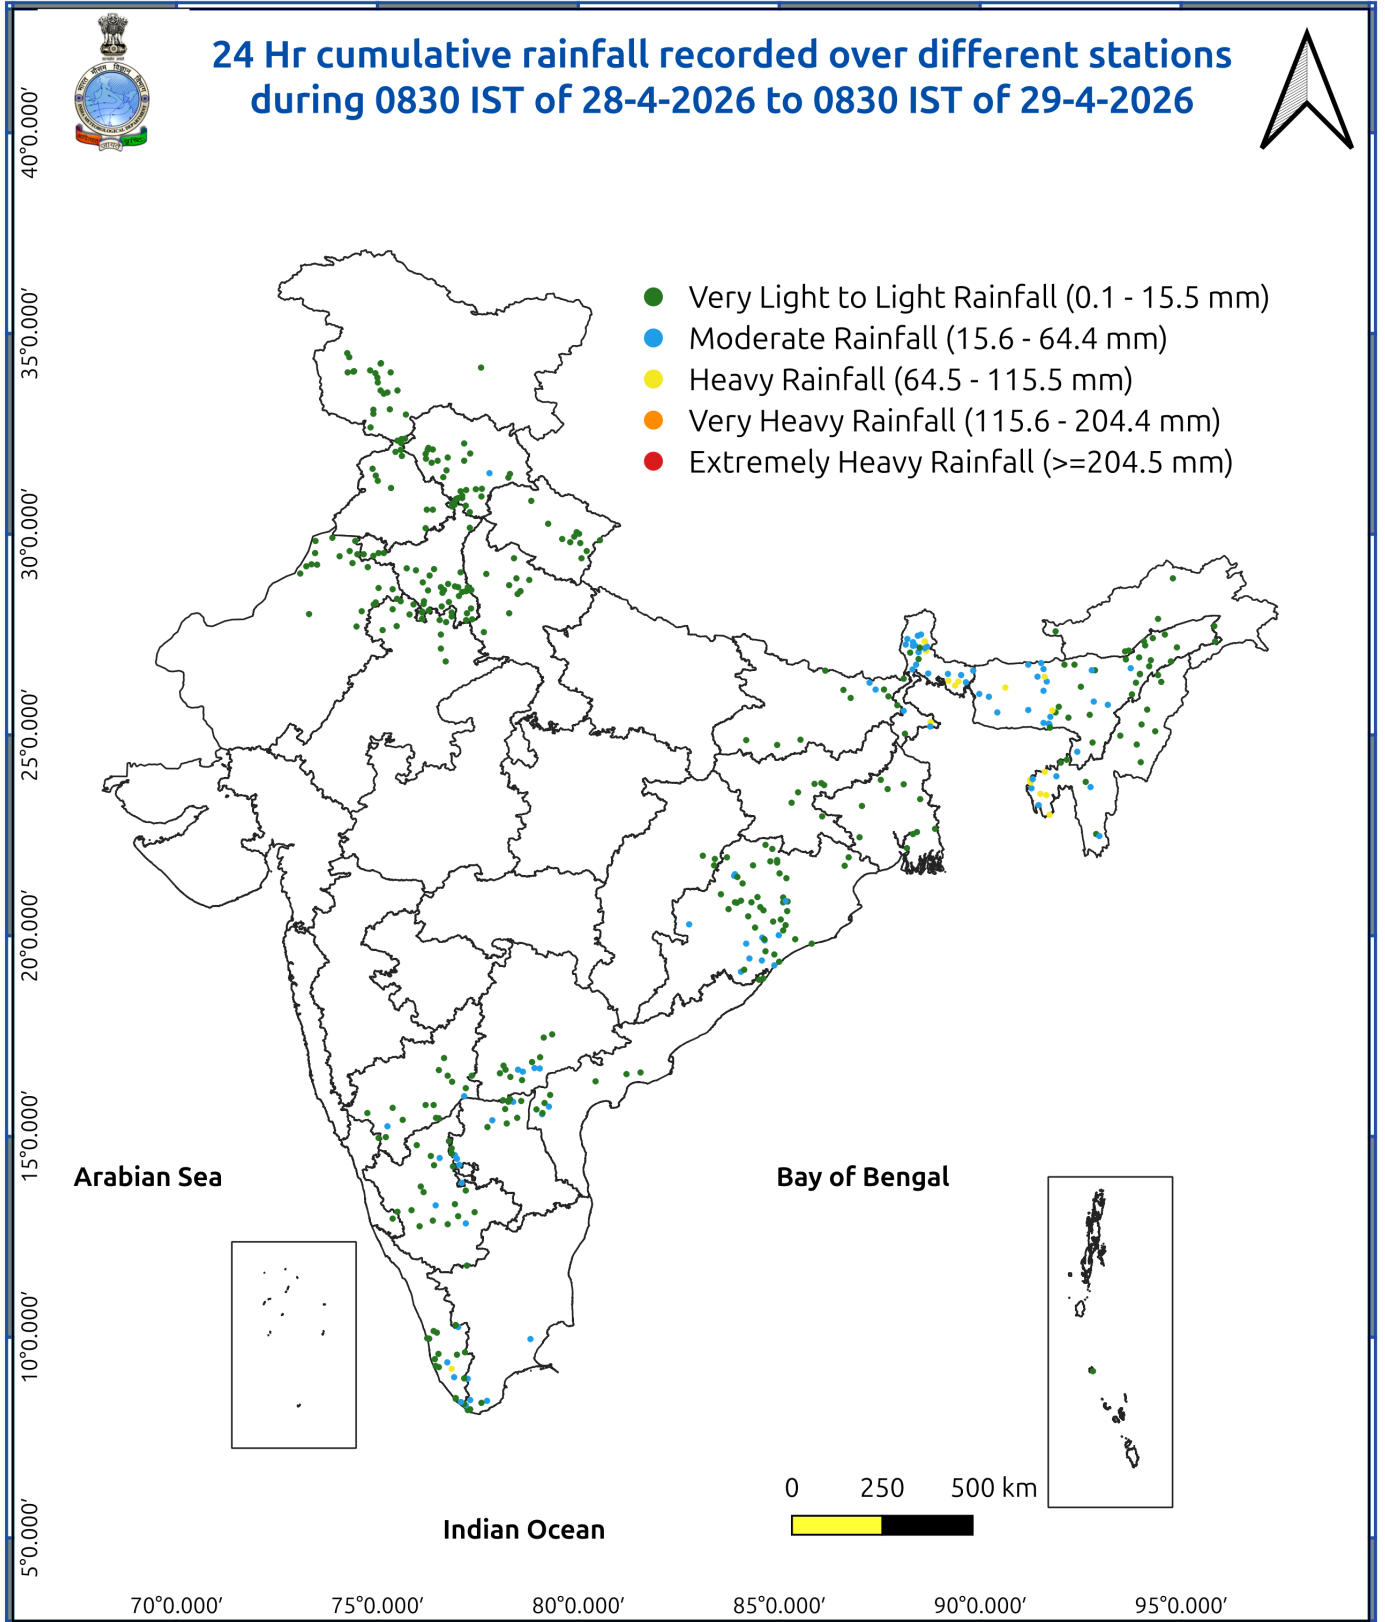 24 Hr cumulative rainfall recorded over different stations
during 0830 IST of 28-4-2026 to 0830 IST of 29-4-2026
Very Light to Light Rainfall (0.1 - 15.5 mm)
Moderate Rainfall (15.6 - 64.4 mm)
Heavy Rainfall (64.5 - 115.5 mm)
Very Heavy Rainfall (115.6 - 204.4 mm)
Extremely Heavy Rainfall (>=204.5 mm)
40°0.000′
35°0.000′
30°0.000′
25°0.000′
20°0.000′
15°0.000′
10°0.000′
5°0.000′
Arabian Sea
Bay of Bengal
Indian Ocean
0 250 500 km
70°0.000′ 75°0.000′ 80°0.000′ 85°0.000′ 90°0.000′ 95°0.000′